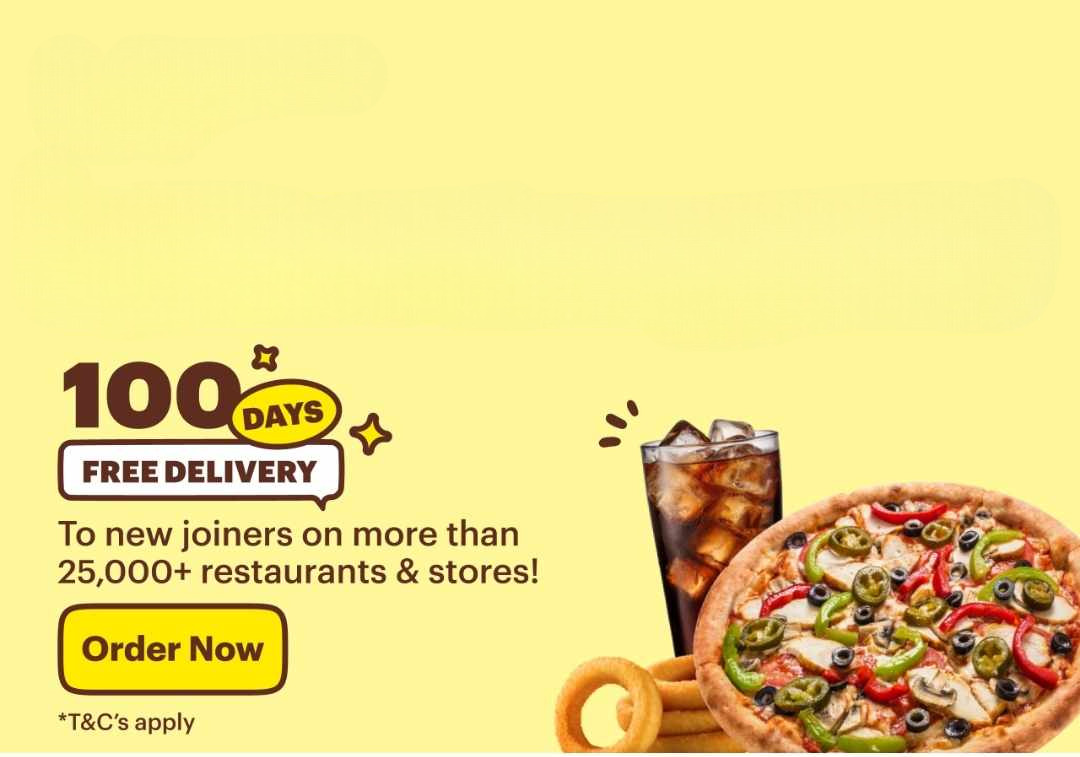 100 DAYS
FREE DELIVERY
To new joiners on more than
25,000+ restaurants & stores!
Order Now
*T&C's apply